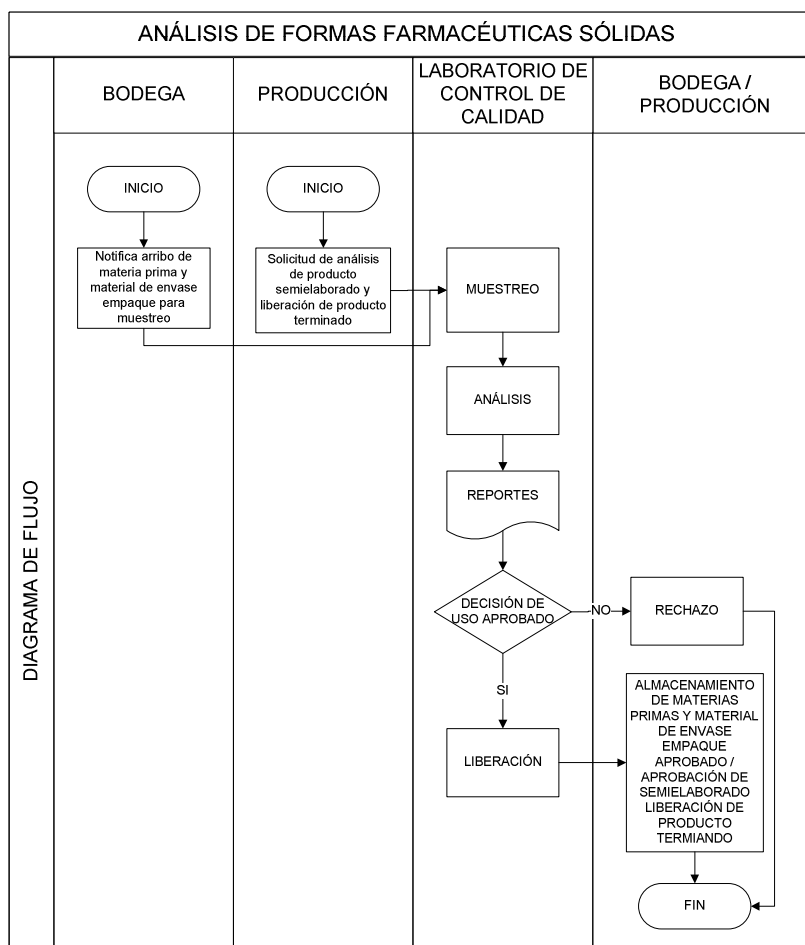 ANÁLISIS DE FORMAS FARMACÉUTICAS SÓLIDAS
DIAGRAMA DE FLUJO
BODEGA
PRODUCCIÓN
LABORATORIO DE
CONTROL DE
CALIDAD
BODEGA /
PRODUCCIÓN
INICIO
INICIO
Notifica arribo de
materia prima y
material de envase
empaque para
muestreo
Solicitud de análisis
de producto
semielaborado y
liberación de producto
terminado
MUESTREO
ANÁLISIS
REPORTES
DECISIÓN DE
USO APROBADO
NO
RECHAZO
SI
LIBERACIÓN
ALMACENAMIENTO
DE MATERIAS
PRIMAS Y MATERIAL
DE ENVASE
EMPAQUE
APROBADO /
APROBACIÓN DE
SEMIELABORADO
LIBERACIÓN DE
PRODUCTO
TERMIANDO
FIN